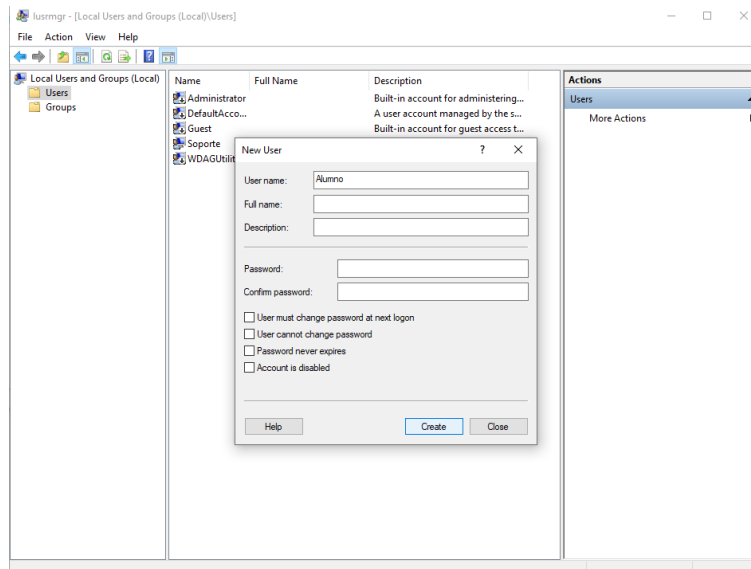 lusrmgr - [Local Users and Groups (Local)\Users]
File Action View Help
Local Users and Groups (Local)
Users
Groups
Name Full Name Description
Administrator Built-in account for administering...
DefaultAcco... A user account managed by the s...
Guest Built-in account for guest access t...
Soporte
WDAGUtilit
New User
User name: Alumno
Full name:
Description:
Password:
Confirm password:
User must change password at next logon
User cannot change password
Password never expires
Account is disabled
Help Create Close
Actions
Users
More Actions